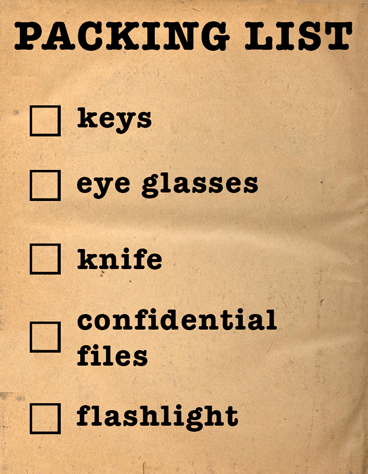 PACKING LIST
keys
eye glasses
knife
confidential
files
flashlight